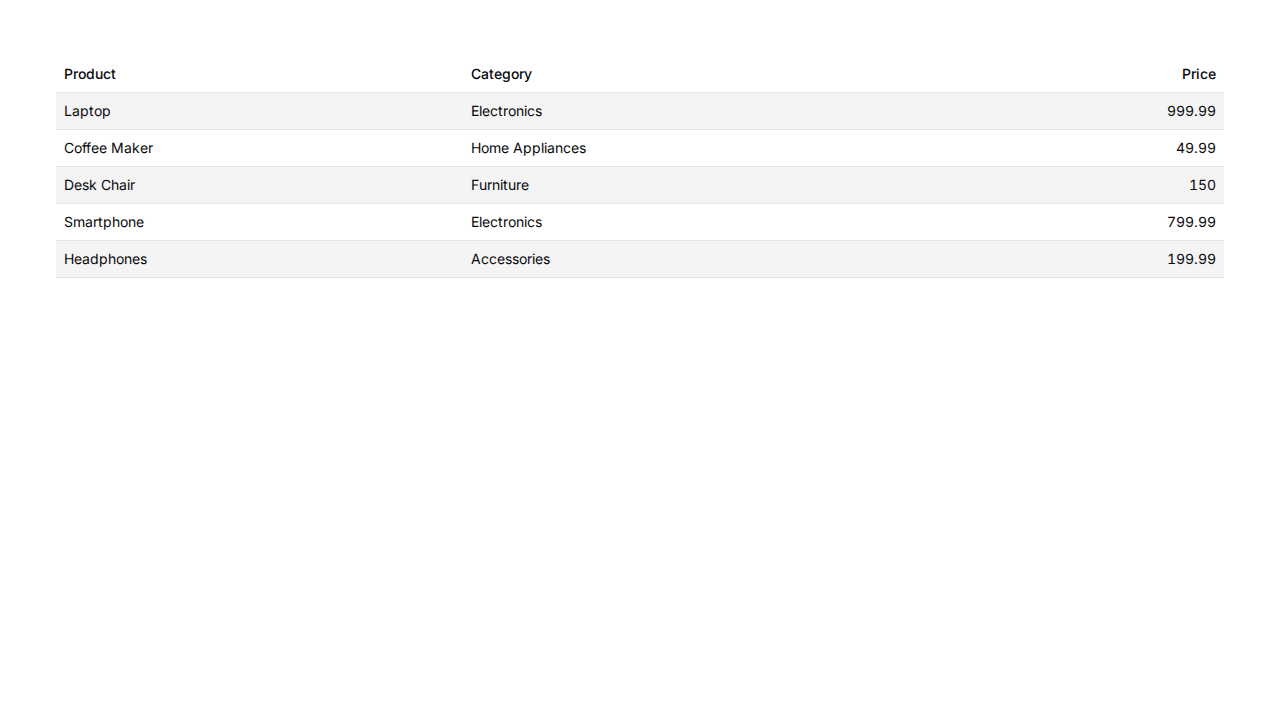 Product Category Price
Laptop Electronics 999.99
Coffee Maker Home Appliances 49.99
Desk Chair Furniture 150
Smartphone Electronics 799.99
Headphones Accessories 199.99